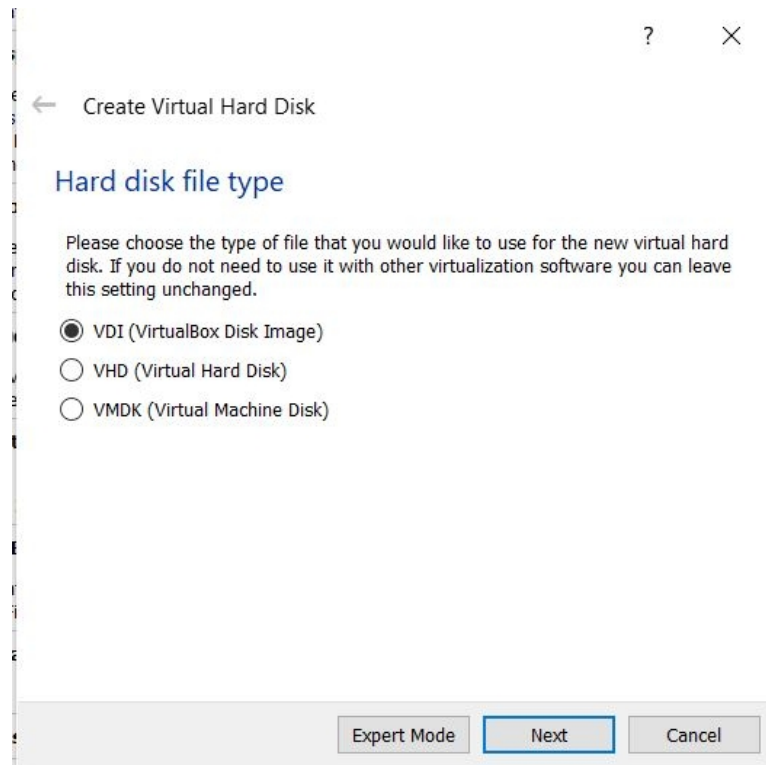 ?
Create Virtual Hard Disk
Hard disk file type
Please choose the type of file that you would like to use for the new virtual hard
disk. If you do not need to use it with other virtualization software you can leave
this setting unchanged.
VDI (VirtualBox Disk Image)
VHD (Virtual Hard Disk)
VMDK (Virtual Machine Disk)
Expert Mode Next Cancel